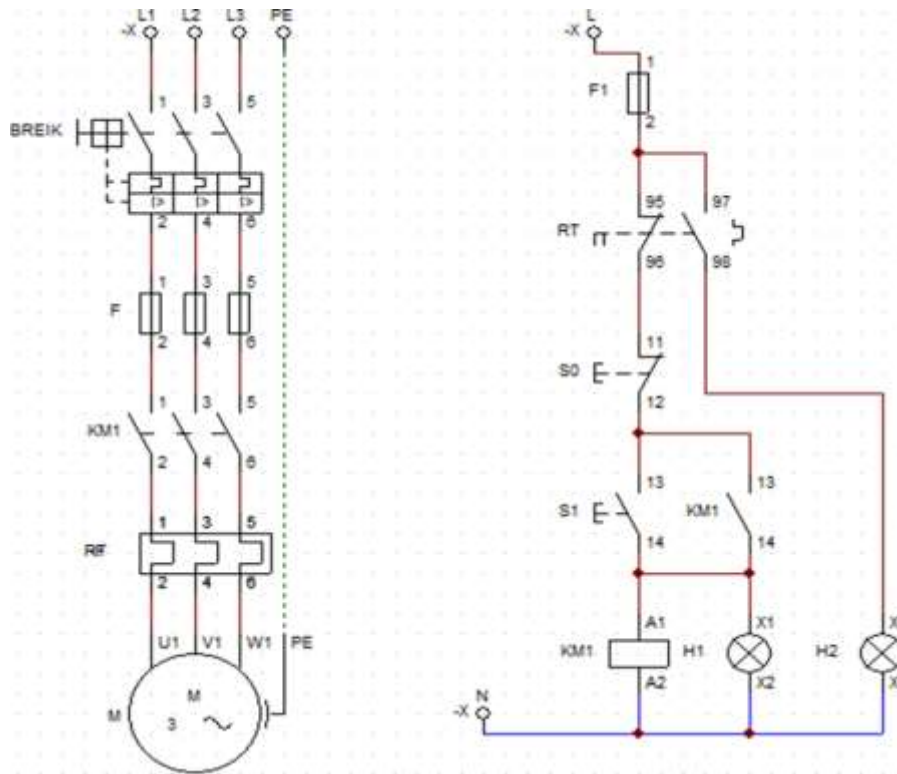 L1 L2 L3 PE
-X
1 3 5
BREIK
2 4 6
1 3 5
F
2 4 6
1 3 5
KM1
2 4 6
1 3 5
2 4 6
U1 V1 W1 PE
M
M
3
L
-X
1
F1
2
95 97
RT
96 98
11
S0
12
13 13
S1 KM1
14 14
A1 X1 X
KM1 H1 H2
A2 X2 X
N
-X